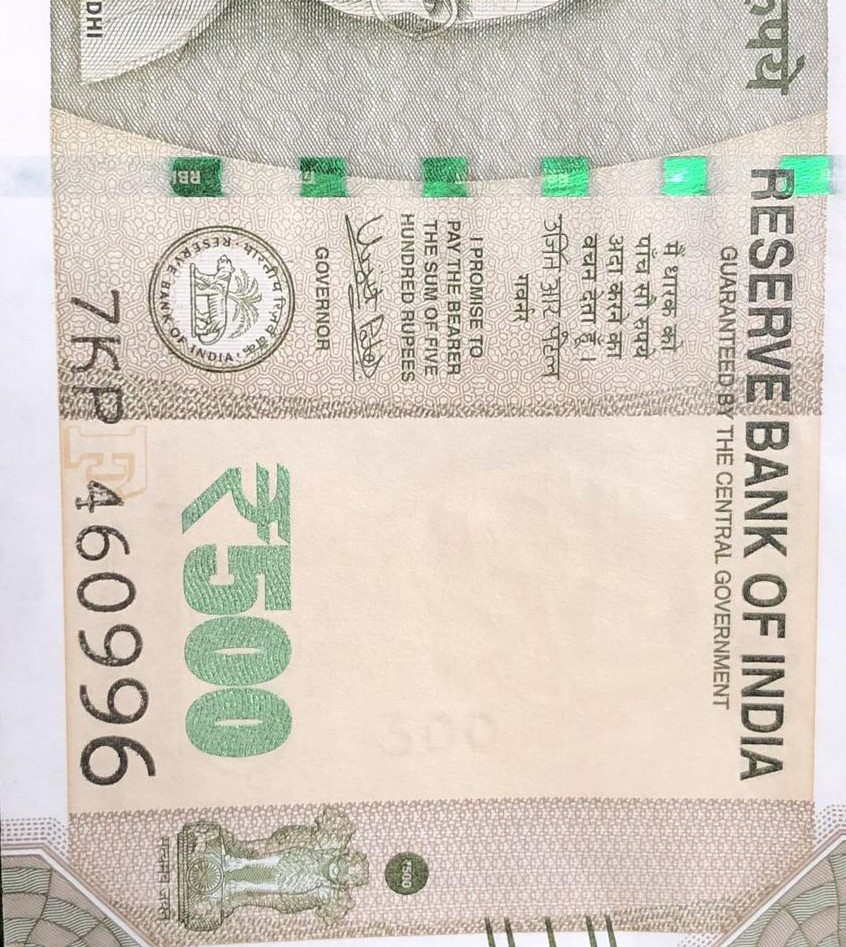 रुपये
DHI
RBI
RESERVE BANK OF INDIA
GUARANTEED BY THE CENTRAL GOVERNMENT
मैं धारक को
पाँच सौ रुपये
अदा करने का
वचन देता हूँ।
उर्जित आर. पटेल
गवर्नर
I PROMISE TO
PAY THE BEARER
THE SUM OF FIVE
HUNDRED RUPEES
Urjit Patel
GOVERNOR
भारतीय रिज़र्व बैंक
RESERVE BANK OF INDIA
₹500
7KP 460996
E
500
₹500
सत्यमेव जयते